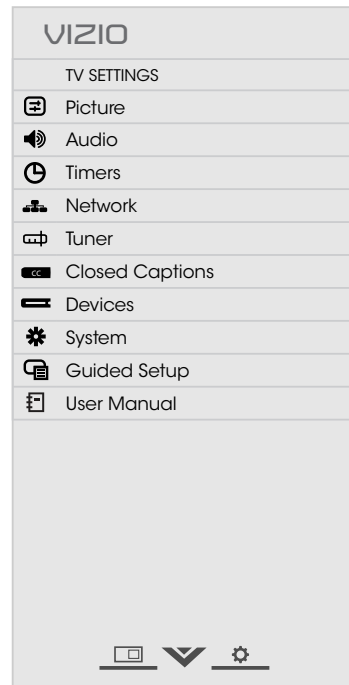 VIZIO
TV SETTINGS
Picture
Audio
Timers
Network
Tuner
CC
Closed Captions
Devices
System
Guided Setup
User Manual